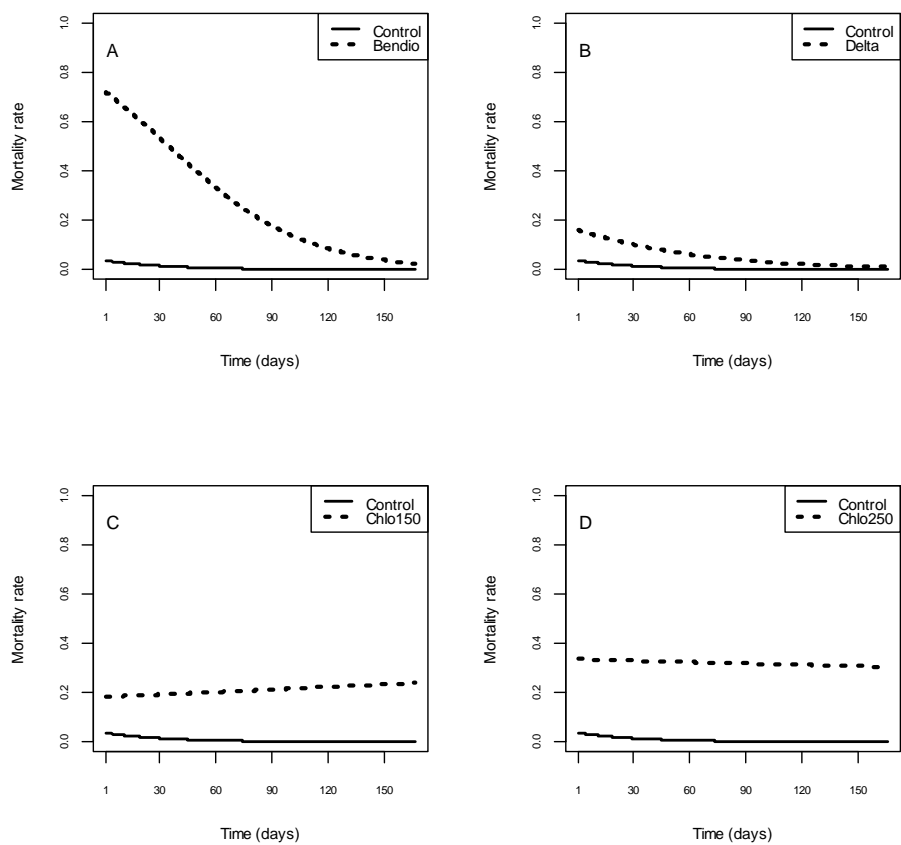 A
Control
Bendio
Mortality rate
0.0 0.2 0.4 0.6 0.8 1.0
1 30 60 90 120 150
Time (days)
B
Control
Delta
Mortality rate
0.0 0.2 0.4 0.6 0.8 1.0
1 30 60 90 120 150
Time (days)
C
Control
Chlo150
Mortality rate
0.0 0.2 0.4 0.6 0.8 1.0
1 30 60 90 120 150
Time (days)
D
Control
Chlo250
Mortality rate
0.0 0.2 0.4 0.6 0.8 1.0
1 30 60 90 120 150
Time (days)